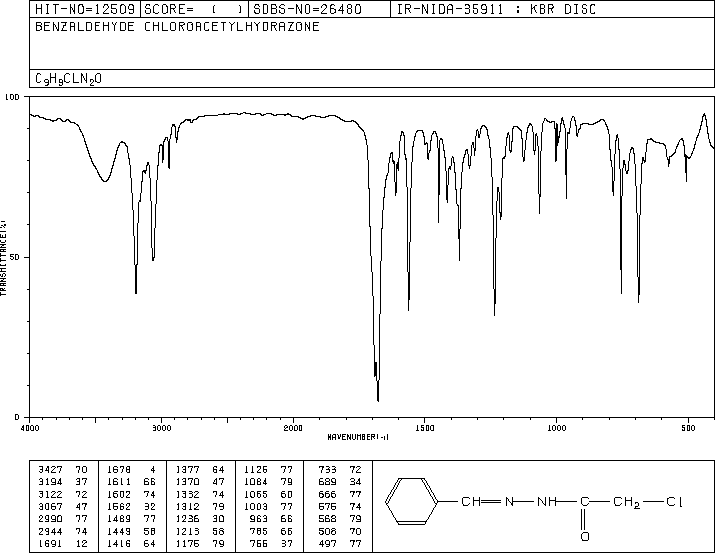 HIT-NO=12509 SCORE= ( ) SDBS-NO=26480 IR-NIDA-35911 : KBR DISC
BENZALDEHYDE CHLOROACETYLHYDRAZONE
C9H9CLN2O
100
50
0
TRANSMITTANCE(%)
4000 3000 2000 1500 1000 500
WAVENUMBER(-1)
3427 70 1678 4 1377 64 1126 77 733 72
3194 37 1611 66 1370 47 1084 79 689 34
3122 72 1602 74 1332 74 1065 60 666 77
3067 47 1562 32 1312 79 1003 77 576 74
2990 77 1489 77 1236 30 963 66 568 79
2944 74 1449 58 1213 58 785 66 508 70
1691 12 1416 64 1176 79 756 37 497 77
CH N NH C CH2 Cl
O